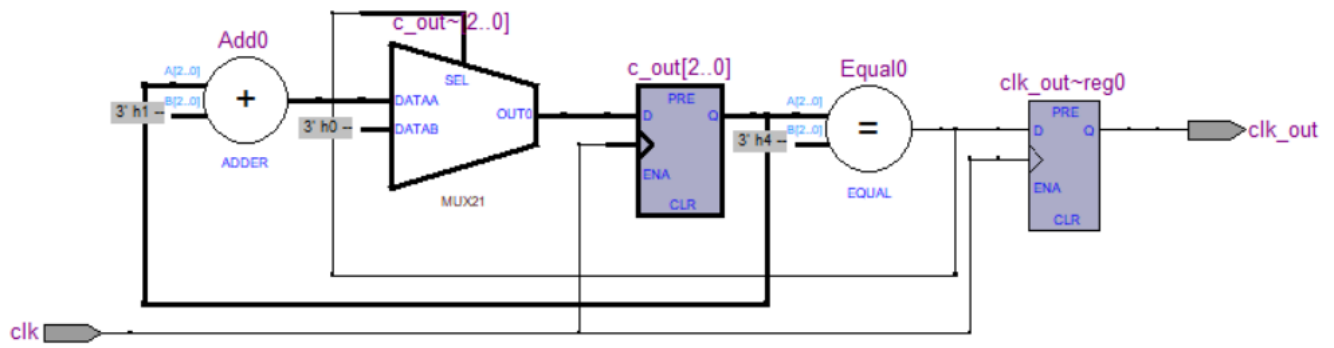 Add0
A[2..0]
B[2..0]
3' h1 --
+
ADDER
c_out~[2..0]
SEL
DATAA
DATAB
OUT0
3' h0 --
MUX21
c_out[2..0]
PRE
D
Q
ENA
CLR
Equal0
A[2..0]
B[2..0]
3' h4 --
=
EQUAL
clk_out~reg0
PRE
D
Q
ENA
CLR
clk_out
clk